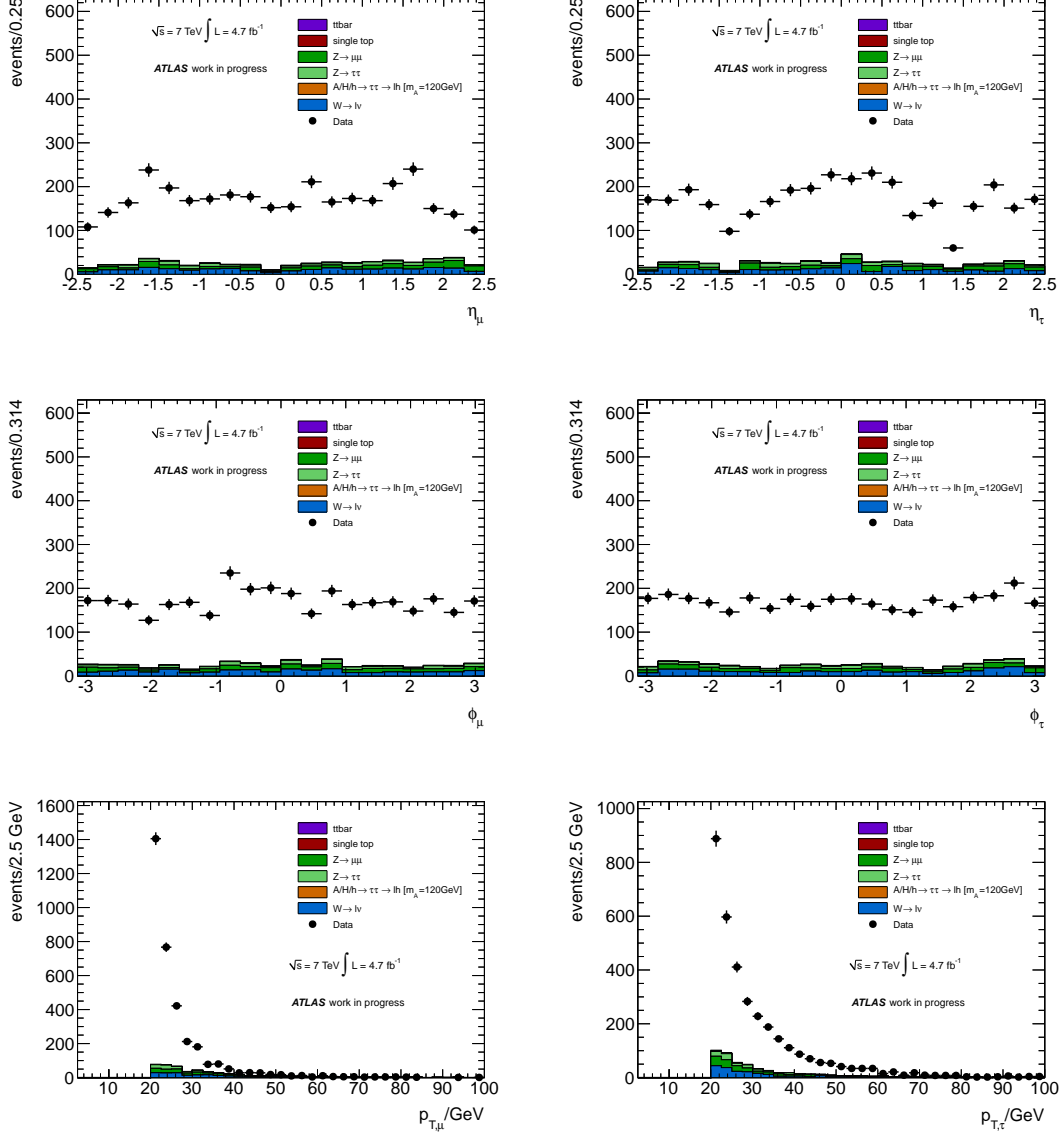 events/0.25
600
500
400
300
200
100
0
√s = 7 TeV ∫ L = 4.7 fb⁻¹
ATLAS work in progress
ttbar
single top
Z→μμ
Z→ττ
A/H/h→ττ→lh [m_A=120GeV]
W→lν
Data
-2.5 -2 -1.5 -1 -0.5 0 0.5 1 1.5 2 2.5
η_μ
events/0.25
600
500
400
300
200
100
0
√s = 7 TeV ∫ L = 4.7 fb⁻¹
ATLAS work in progress
ttbar
single top
Z→μμ
Z→ττ
A/H/h→ττ→lh [m_A=120GeV]
W→lν
Data
-2.5 -2 -1.5 -1 -0.5 0 0.5 1 1.5 2 2.5
η_τ
events/0.314
600
500
400
300
200
100
0
√s = 7 TeV ∫ L = 4.7 fb⁻¹
ATLAS work in progress
ttbar
single top
Z→μμ
Z→ττ
A/H/h→ττ→lh [m_A=120GeV]
W→lν
Data
-3 -2 -1 0 1 2 3
ϕ_μ
events/0.314
600
500
400
300
200
100
0
√s = 7 TeV ∫ L = 4.7 fb⁻¹
ATLAS work in progress
ttbar
single top
Z→μμ
Z→ττ
A/H/h→ττ→lh [m_A=120GeV]
W→lν
Data
-3 -2 -1 0 1 2 3
ϕ_τ
events/2.5 GeV
1600
1400
1200
1000
800
600
400
200
0
ttbar
single top
Z→μμ
Z→ττ
A/H/h→ττ→lh [m_A=120GeV]
W→lν
Data
√s = 7 TeV ∫ L = 4.7 fb⁻¹
ATLAS work in progress
10 20 30 40 50 60 70 80 90 100
p_T,μ/GeV
events/2.5 GeV
1000
800
600
400
200
0
ttbar
single top
Z→μμ
Z→ττ
A/H/h→ττ→lh [m_A=120GeV]
W→lν
Data
√s = 7 TeV ∫ L = 4.7 fb⁻¹
ATLAS work in progress
10 20 30 40 50 60 70 80 90 100
p_T,τ/GeV